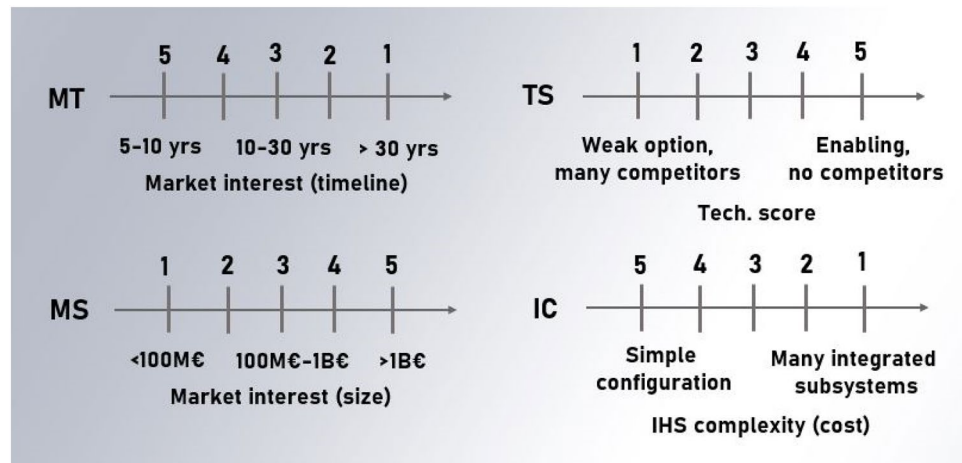 5 4 3 2 1
MT
5-10 yrs 10-30 yrs > 30 yrs
Market interest (timeline)
1 2 3 4 5
TS
Weak option, Enabling,
many competitors no competitors
Tech. score
1 2 3 4 5
MS
<100M€ 100M€-1B€ >1B€
Market interest (size)
5 4 3 2 1
IC
Simple Many integrated
configuration subsystems
IHS complexity (cost)